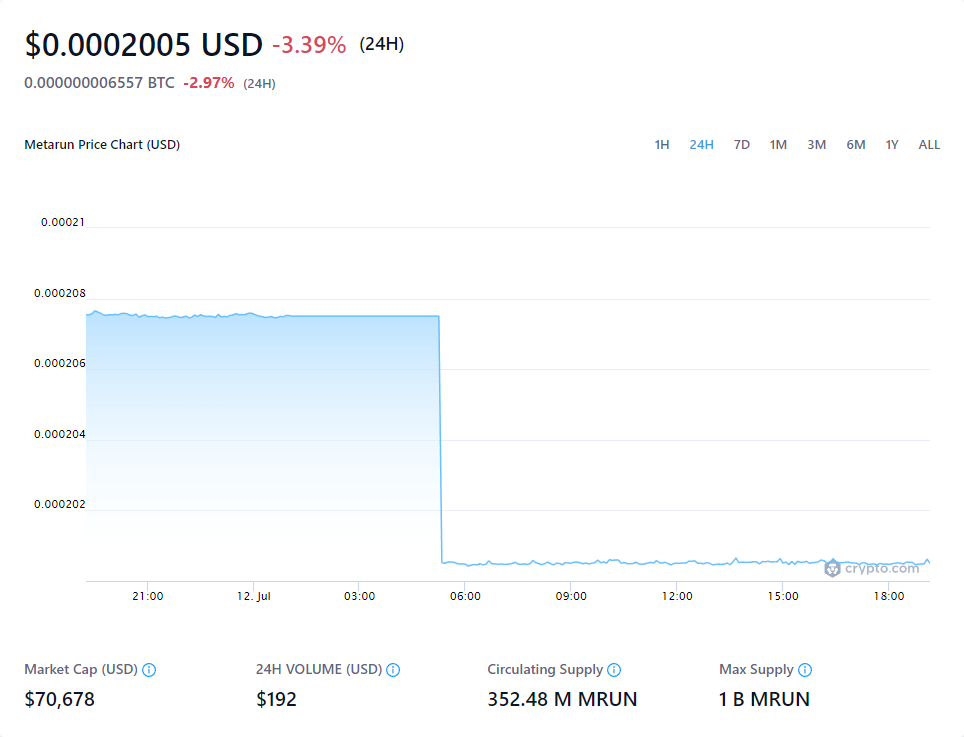 $0.0002005 USD -3.39% (24H)
0.000000006557 BTC -2.97% (24H)
Metarun Price Chart (USD) 1H 24H 7D 1M 3M 6M 1Y ALL
0.00021
0.000208
0.000206
0.000204
0.000202
crypto.com
21:00 12. Jul 03:00 06:00 09:00 12:00 15:00 18:00
Market Cap (USD) 24H VOLUME (USD) Circulating Supply Max Supply
$70,678 $192 352.48 M MRUN 1 B MRUN